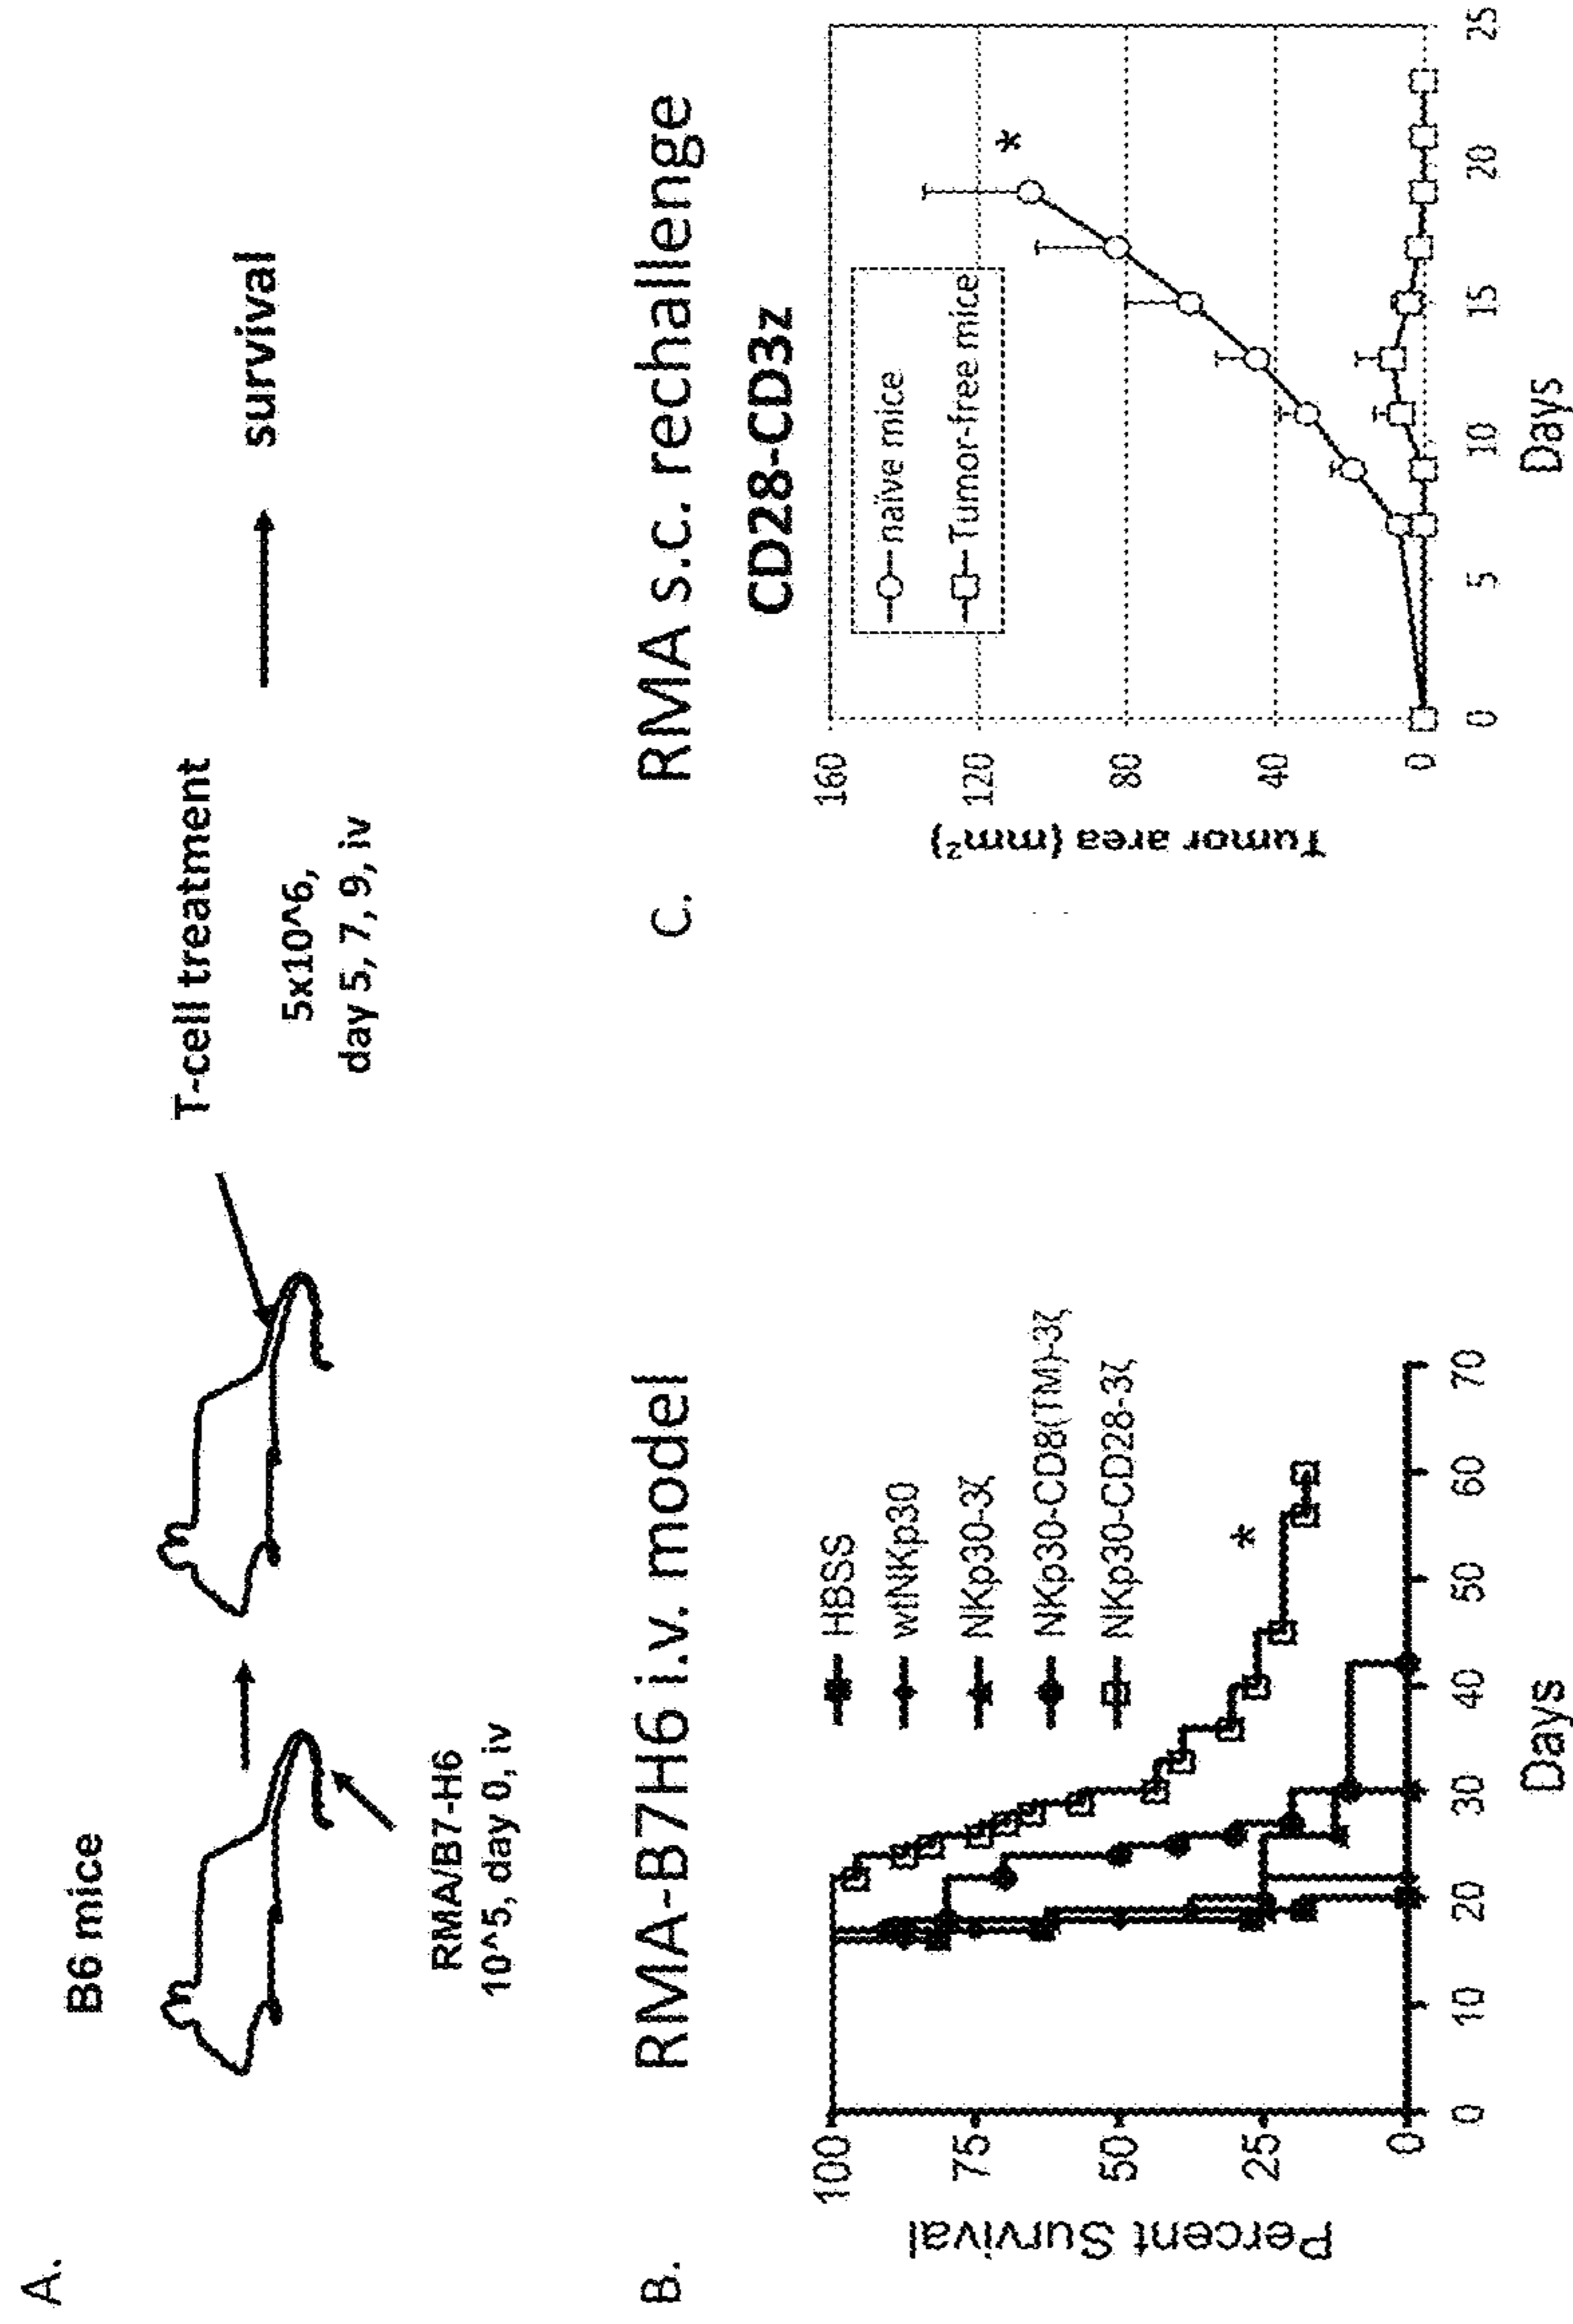 A.
B6 mice
RMA/B7-H6
10^5, day 0, iv
T-cell treatment
5x10^6,
day 5, 7, 9, iv
survival
B.
RMA-B7H6 i.v. model
Percent Survival
100
75
50
25
0
0
10
20
30
40
50
60
70
Days
HBSS
wtNKp30
NKp30-3ζ
NKp30-CD8(TM)-3ζ
NKp30-CD28-3ζ
*
C.
RMA s.c. rechallenge
CD28-CD3z
Tumor area (mm²)
160
120
80
40
0
0
5
10
15
20
25
Days
naïve mice
Tumor-free mice
*